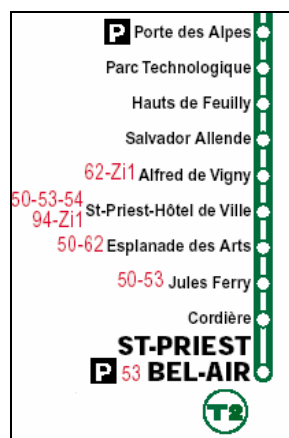 P Porte des Alpes
Parc Technologique
Hauts de Feuilly
Salvador Allende
62-Zi1 Alfred de Vigny
50-53-54
94-Zi1 St-Priest-Hôtel de Ville
50-62 Esplanade des Arts
50-53 Jules Ferry
Cordière
ST-PRIEST
P 53 BEL-AIR
T2